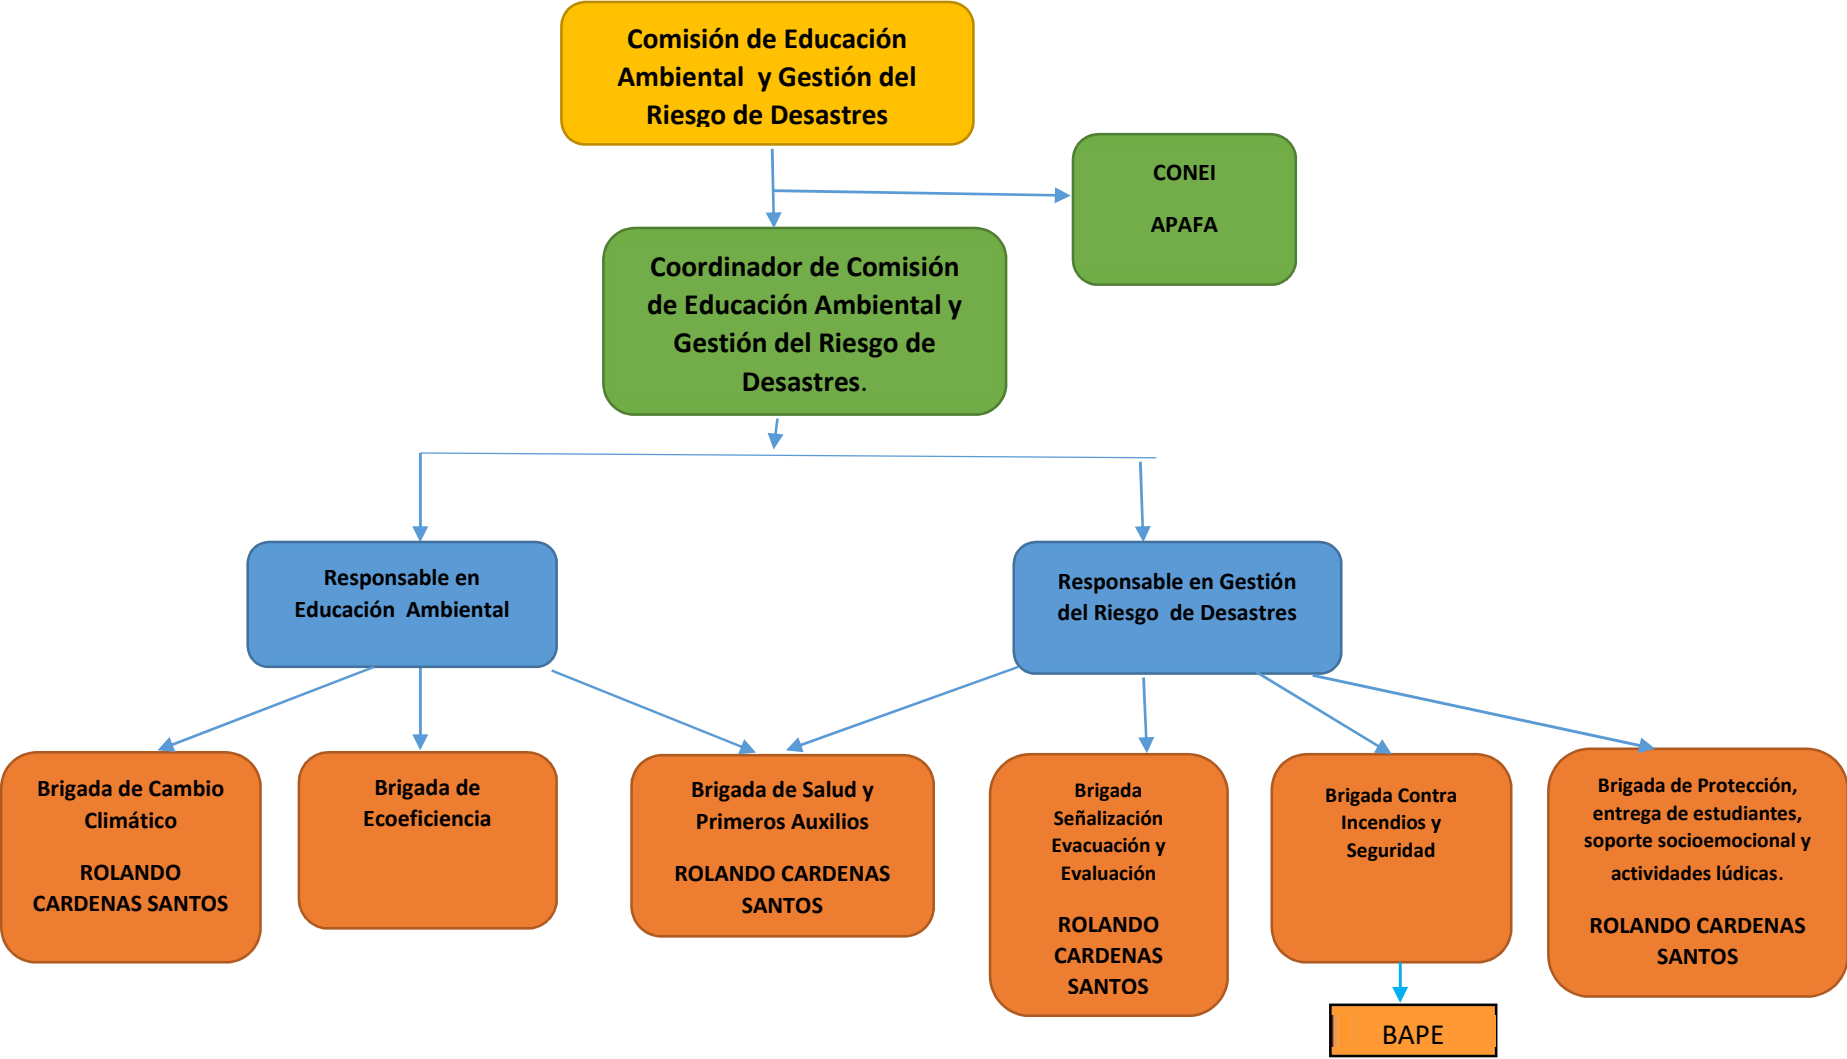 Comisión de Educación
Ambiental y Gestión del
Riesgo de Desastres
CONEI
APAFA
Coordinador de Comisión
de Educación Ambiental y
Gestión del Riesgo de
Desastres.
Responsable en
Educación Ambiental
Responsable en Gestión
del Riesgo de Desastres
Brigada de Cambio
Climático
ROLANDO
CARDENAS SANTOS
Brigada de
Ecoeficiencia
Brigada de Salud y
Primeros Auxilios
ROLANDO CARDENAS
SANTOS
Brigada
Señalización
Evacuación y
Evaluación
ROLANDO
CARDENAS
SANTOS
Brigada Contra
Incendios y
Seguridad
Brigada de Protección,
entrega de estudiantes,
soporte socioemocional y
actividades lúdicas.
ROLANDO CARDENAS
SANTOS
BAPE